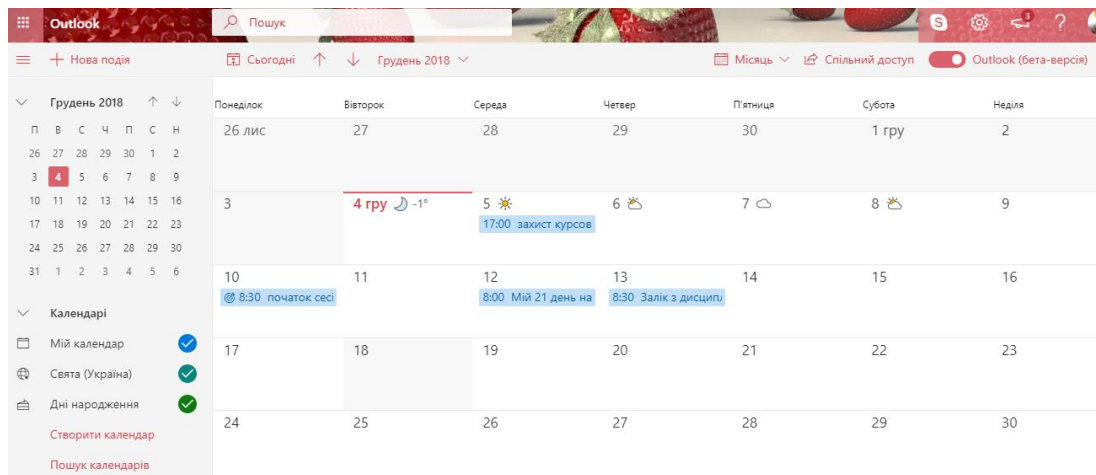 Outlook
Пошук
3
?
+ Нова подія
Сьогодні
Грудень 2018
Місяць
Спільний доступ
Outlook (бета-версія)
Грудень 2018
П В С Ч П С Н
26 27 28 29 30 1 2
3 4 5 6 7 8 9
10 11 12 13 14 15 16
17 18 19 20 21 22 23
24 25 26 27 28 29 30
31 1 2 3 4 5 6
Календарі
Мій календар
Свята (Україна)
Дні народження
Створити календар
Пошук календарів
Понеділок Вівторок Середа Четвер П'ятниця Субота Неділя
26 лис 27 28 29 30 1 гру 2
3 4 гру -1° 5 6 7 8 9
17:00 захист курсов
10 11 12 13 14 15 16
8:30 початок сесі 8:00 Мій 21 день на 8:30 Залік з дисципл
17 18 19 20 21 22 23
24 25 26 27 28 29 30